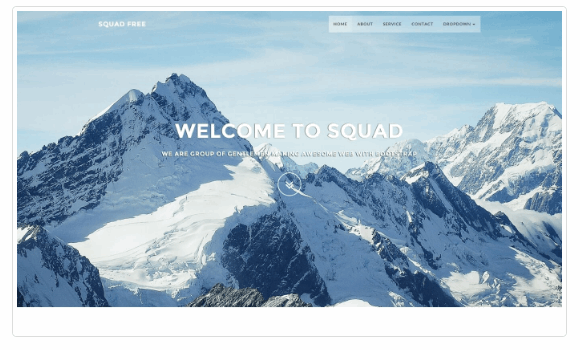 SQUAD FREE
HOME ABOUT SERVICE CONTACT DROPDOWN
WELCOME TO SQUAD
WE ARE GROUP OF GENTLEMEN MAKING AWESOME WEB WITH BOOTSTRAP